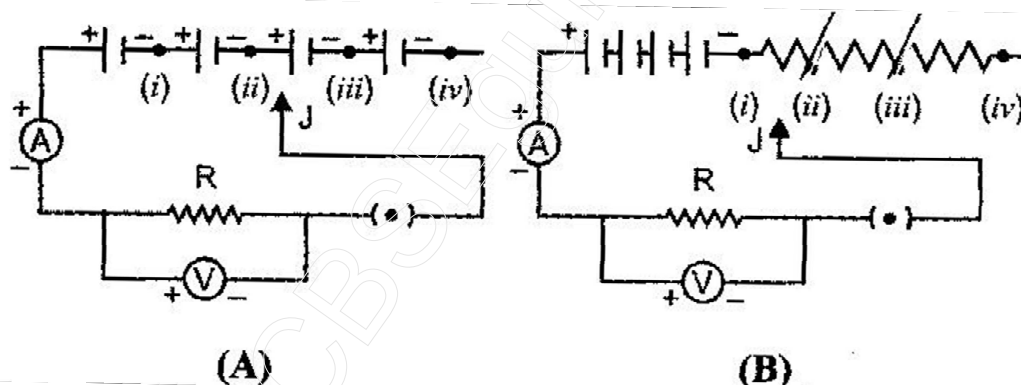 + − + − + − + −
(i) (ii) (iii) (iv)
+
A
−
J
R
( • )
V
+ −
(A)
+ −
(i) (ii) (iii) (iv)
+
A
−
J
R
( • )
V
+ −
(B)